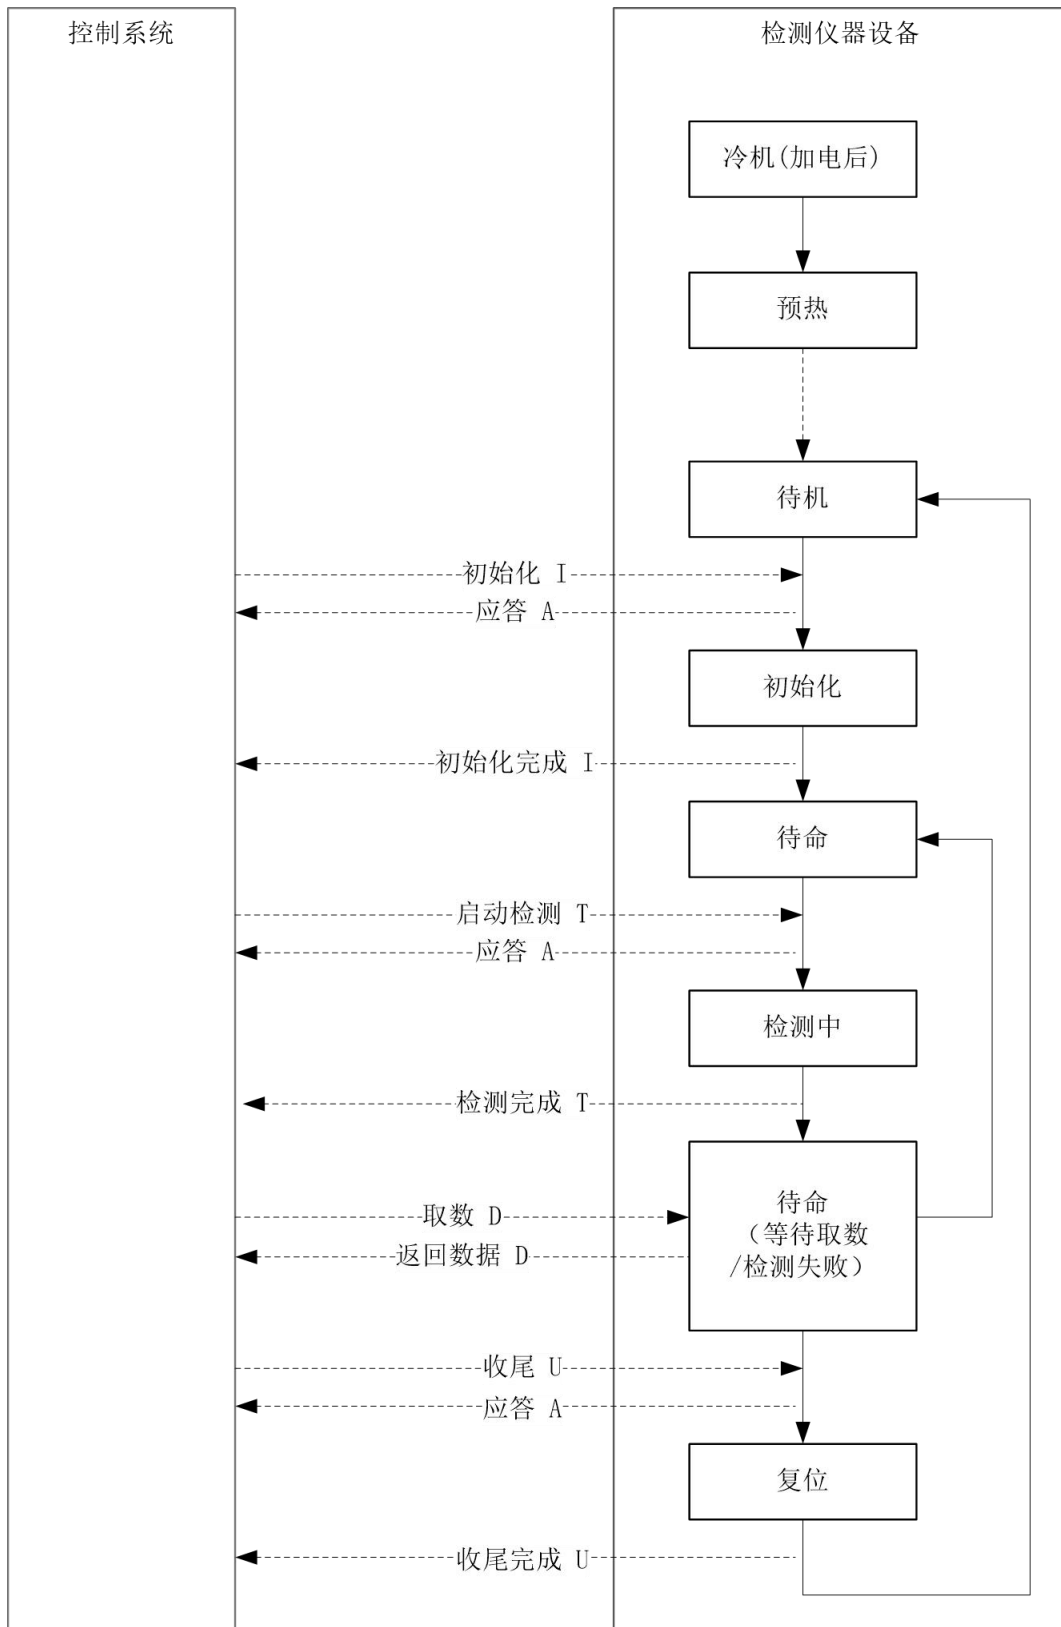 控制系统
检测仪器设备
冷机(加电后)
预热
待机
初始化 I
应答 A
初始化
初始化完成 I
待命
启动检测 T
应答 A
检测中
检测完成 T
待命
（等待取数
/检测失败）
取数 D
返回数据 D
收尾 U
应答 A
复位
收尾完成 U